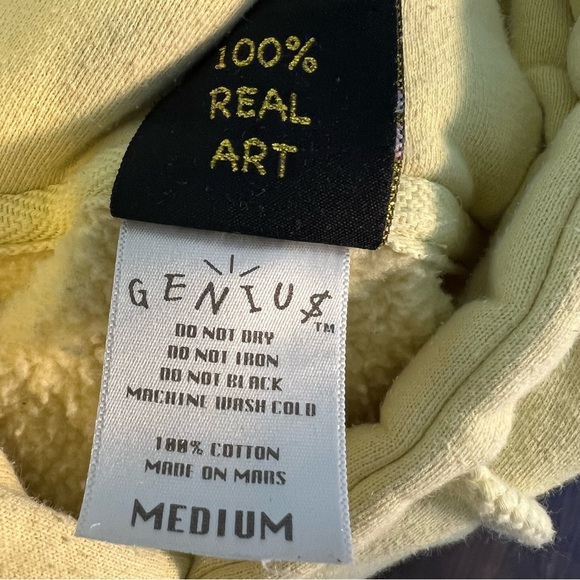 100%
REAL
ART
GENIU$ TM
DO NOT DRY
DO NOT IRON
DO NOT BLACK
MACHINE WASH COLD
100% COTTON
MADE ON MARS
MEDIUM